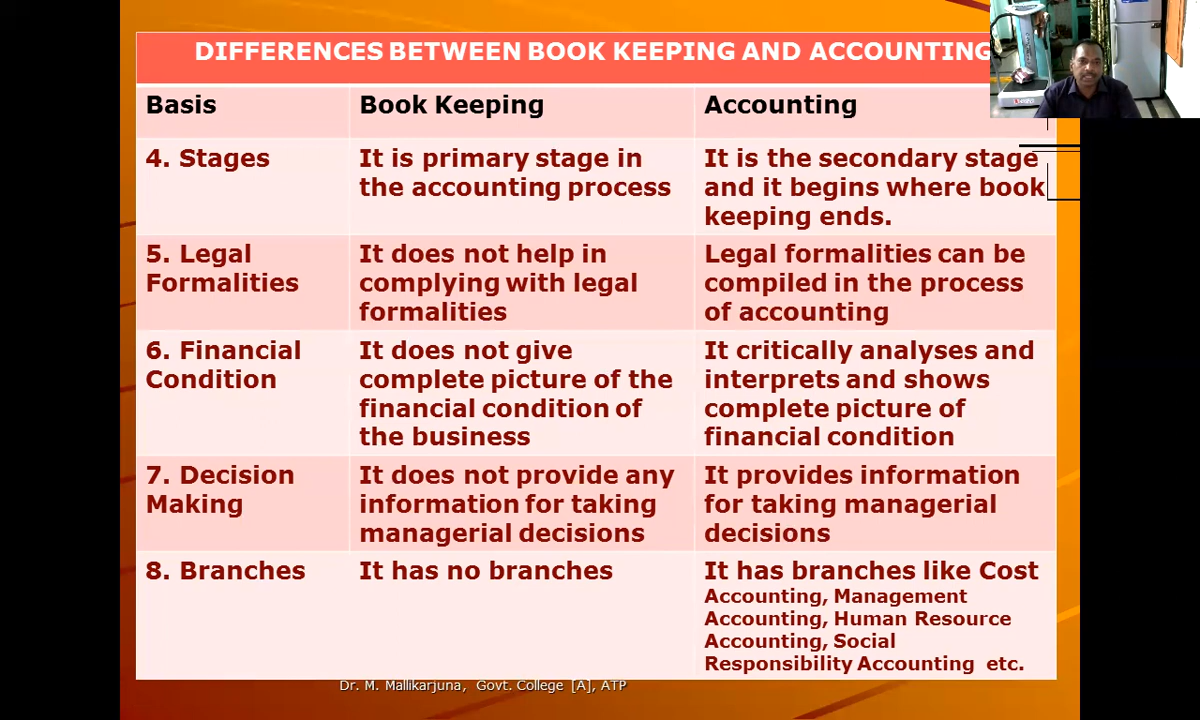 DIFFERENCES BETWEEN BOOK KEEPING AND ACCOUNTING
Basis
Book Keeping
Accounting
4. Stages
It is primary stage in
the accounting process
It is the secondary stage
and it begins where book
keeping ends.
5. Legal
Formalities
It does not help in
complying with legal
formalities
Legal formalities can be
compiled in the process
of accounting
6. Financial
Condition
It does not give
complete picture of the
financial condition of
the business
It critically analyses and
interprets and shows
complete picture of
financial condition
7. Decision
Making
It does not provide any
information for taking
managerial decisions
It provides information
for taking managerial
decisions
8. Branches
It has no branches
It has branches like Cost
Accounting, Management
Accounting, Human Resource
Accounting, Social
Responsibility Accounting etc.
Dr. M. Mallikarjuna, Govt. College [A], ATP